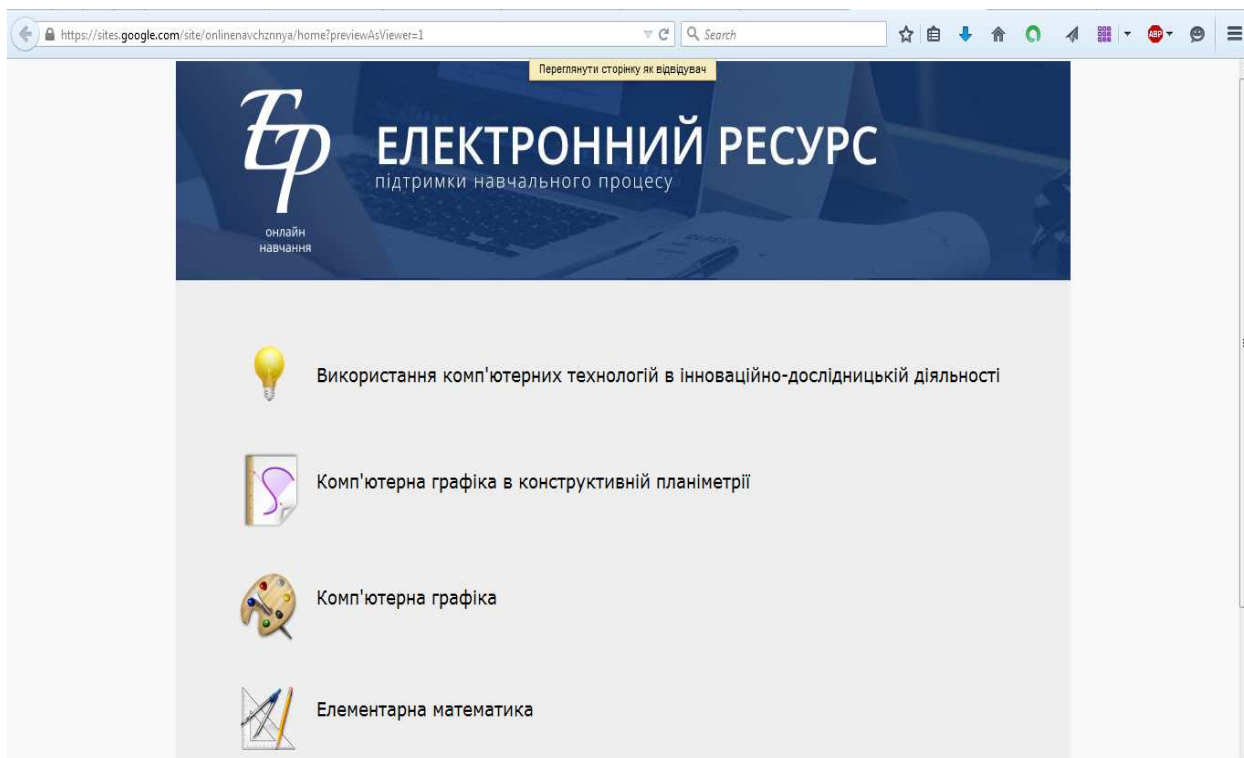 https://sites.google.com/site/onlinenavchznnya/home?previewAsViewer=1
Search
ABP
Переглянути сторінку як відвідувач
Ер
ЕЛЕКТРОННИЙ РЕСУРС
підтримки навчального процесу
онлайн
навчання
Використання комп'ютерних технологій в інноваційно-дослідницькій діяльності
Комп'ютерна графіка в конструктивній планіметрії
Комп'ютерна графіка
Елементарна математика